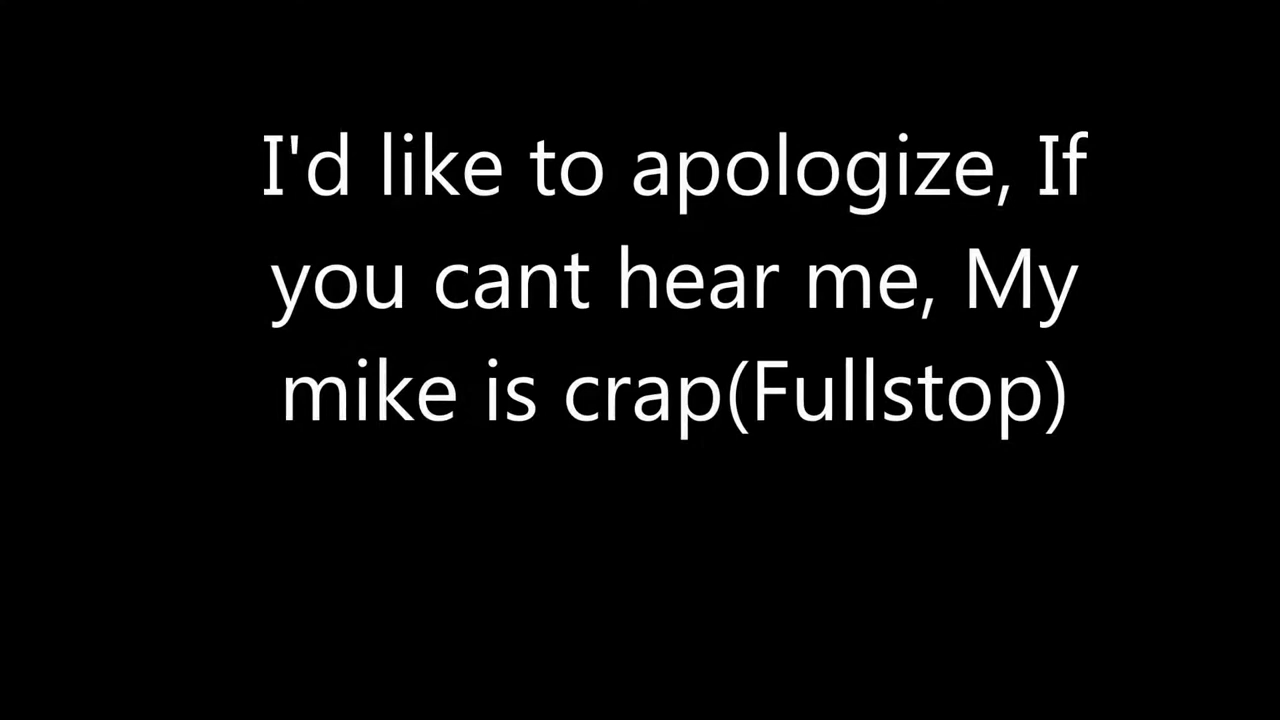 I'd like to apologize, If
you cant hear me, My
mike is crap(Fullstop)